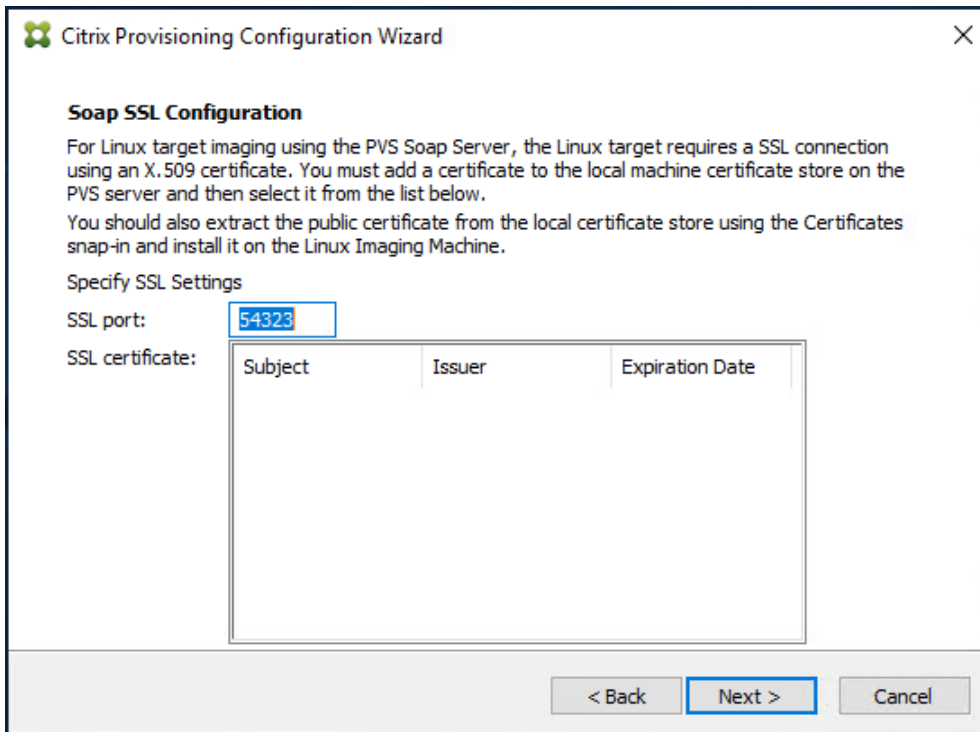 Citrix Provisioning Configuration Wizard
Soap SSL Configuration
For Linux target imaging using the PVS Soap Server, the Linux target requires a SSL connection
using an X.509 certificate. You must add a certificate to the local machine certificate store on the
PVS server and then select it from the list below.
You should also extract the public certificate from the local certificate store using the Certificates
snap-in and install it on the Linux Imaging Machine.
Specify SSL Settings
SSL port: 54323
SSL certificate: Subject Issuer Expiration Date
< Back Next > Cancel